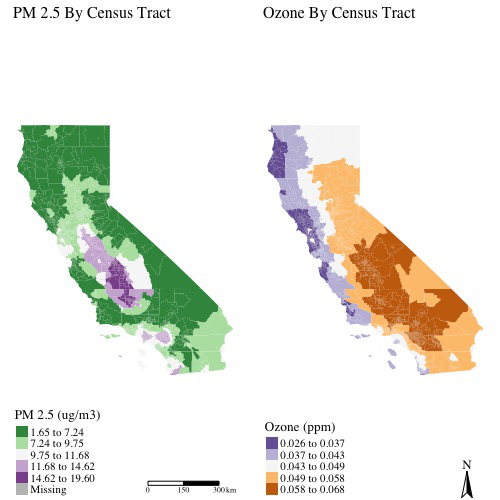 PM 2.5 By Census Tract
Ozone By Census Tract
PM 2.5 (ug/m3)
1.65 to 7.24
7.24 to 9.75
9.75 to 11.68
11.68 to 14.62
14.62 to 19.60
Missing
0 150 300 km
Ozone (ppm)
0.026 to 0.037
0.037 to 0.043
0.043 to 0.049
0.049 to 0.058
0.058 to 0.068
N